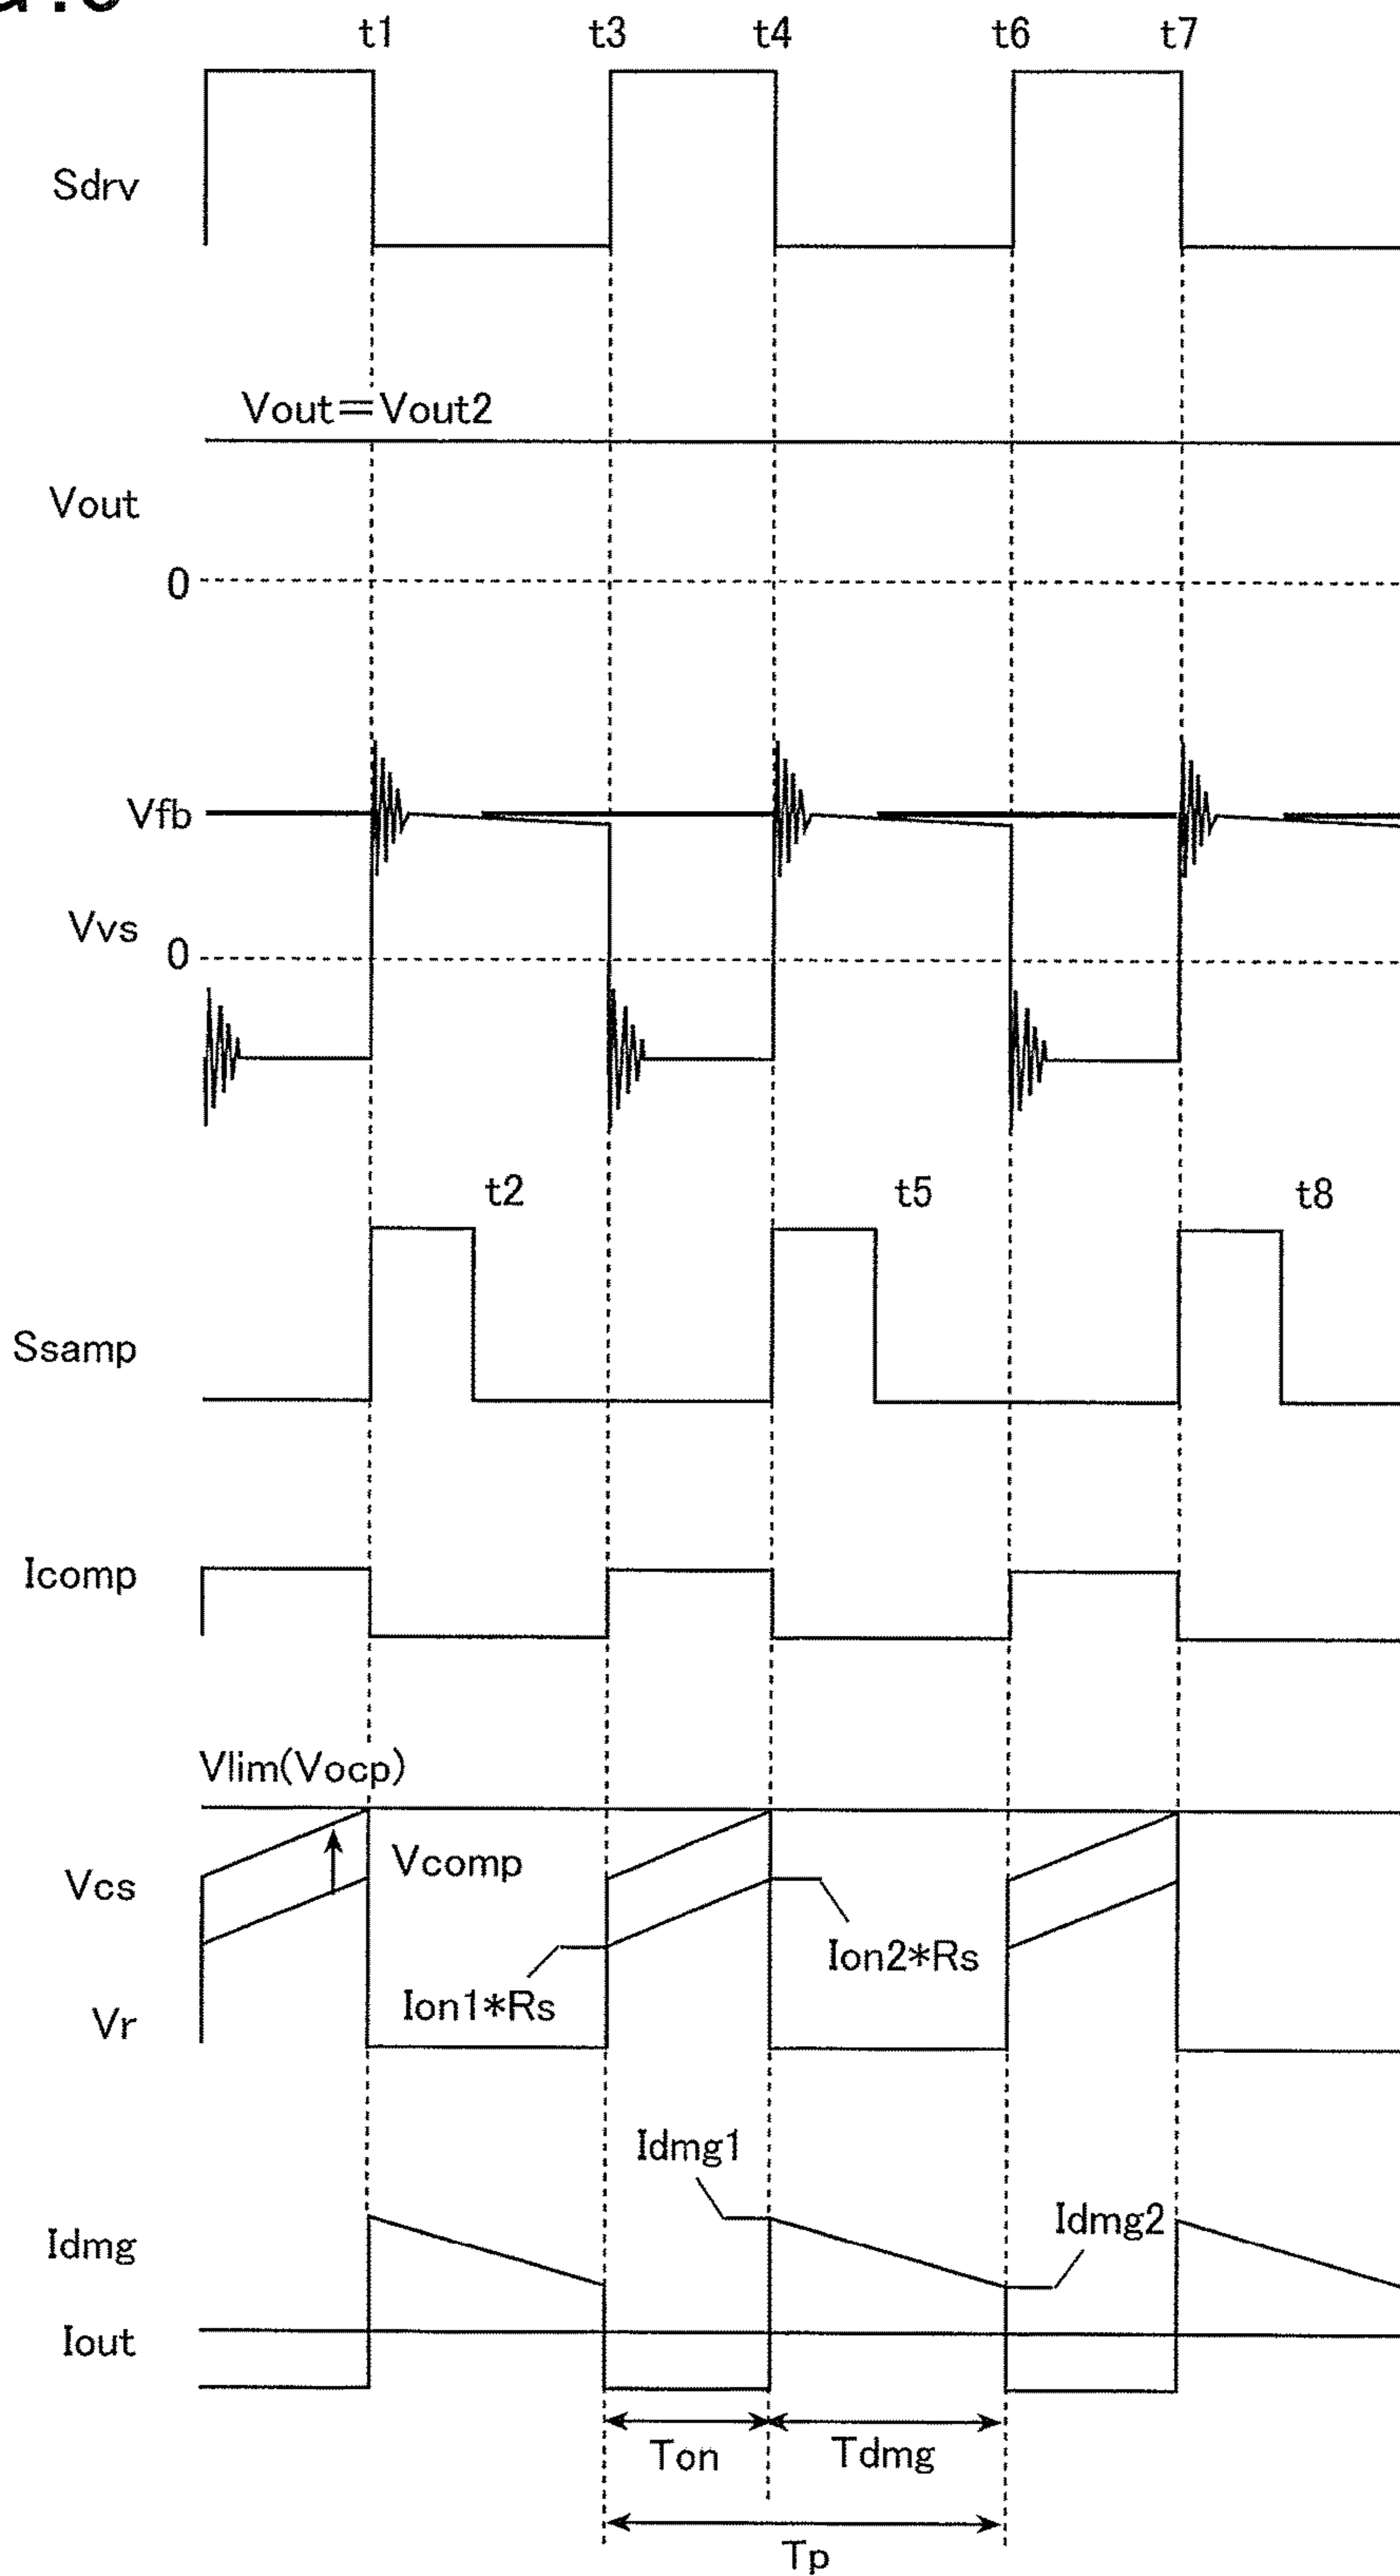 t1 t3 t4 t6 t7
Sdrv
Vout=Vout2
Vout
0
Vfb
Vvs
0
t2 t5 t8
Ssamp
Icomp
Vlim(Vocp)
Vcomp
Vcs
Ion2*Rs
Ion1*Rs
Vr
Idmg1
Idmg2
Idmg
Iout
Ton Tdmg
Tp